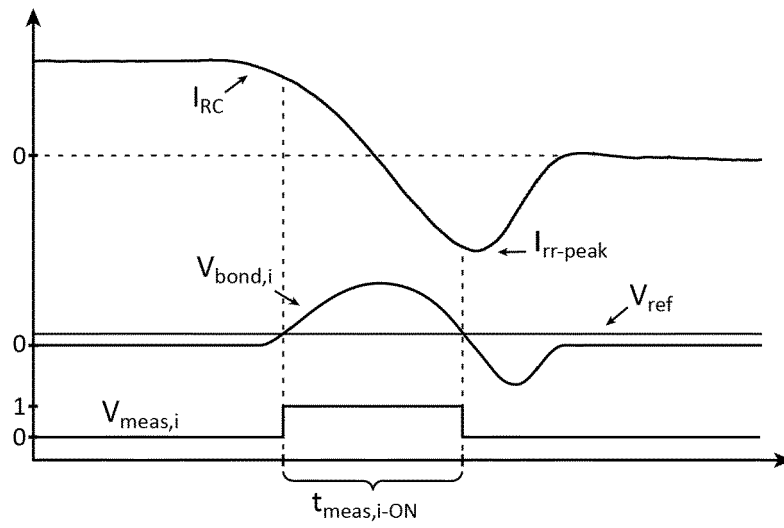 I_RC
0
I_rr-peak
V_bond,i
V_ref
0
1
V_meas,i
0
t_meas,i-ON